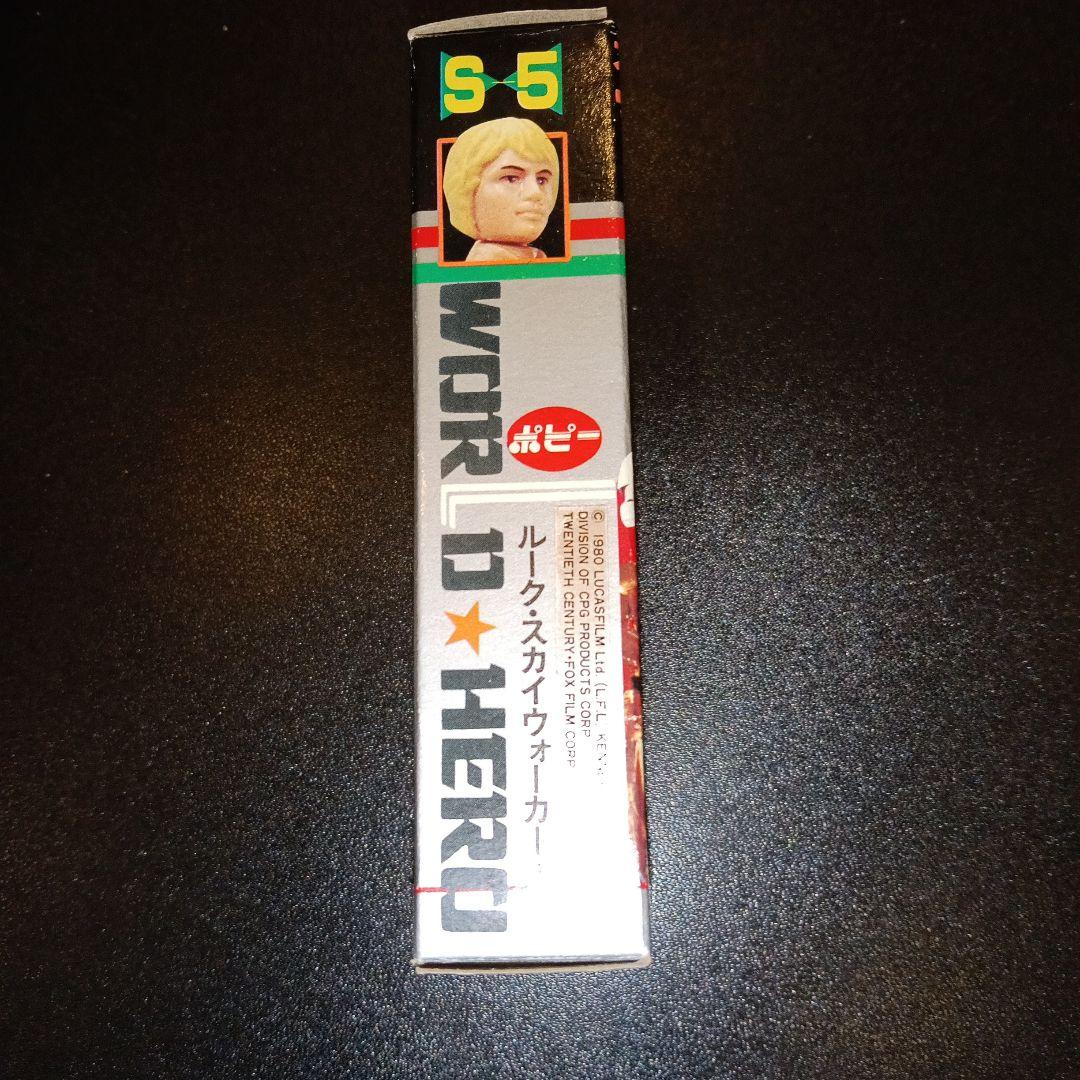 S-5
WORLD★HERO
ポピー
ルーク・スカイウォーカー
© 1980 LUCASFILM Ltd. (L.F.L.
DIVISION OF CPG PRODUCTS CORP
TWENTIETH CENTURY・FOX FILM CORP